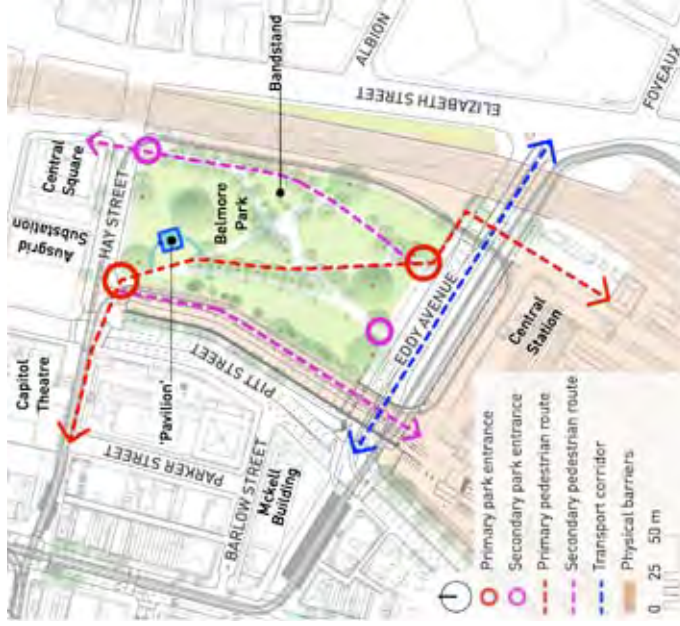 Capitol
Theatre
Ausgrid
Substation
Central
Square
HAY STREET
'Pavilion'
Belmore
Park
Bandstand
PARKER STREET
PITT STREET
BARLOW STREET
Mckell
Building
EDDY AVENUE
Central
Station
ELIZABETH STREET
ALBION
FOVEAUX
Primary park entrance
Secondary park entrance
Primary pedestrian route
Secondary pedestrian route
Transport corridor
Physical barriers
0 25 50 m